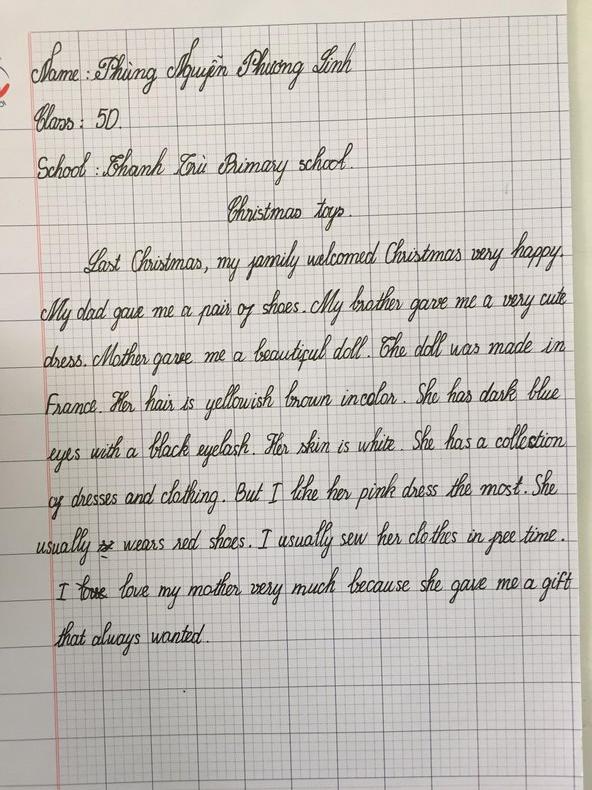 Name : Phùng Nguyễn Phương Linh
Class : 5D.
School : Thanh Trù Primary school.
Christmas toys.
Last Christmas, my family welcomed Christmas very happy.
My dad gave me a pair of shoes. My brother gave me a very cute
dress. Mother gave me a beautiful doll. The doll was made in
France. Her hair is yellowish brown in color. She has dark blue
eyes with a black eyelash. Her skin is white. She has a collection
of dresses and clothing. But I like her pink dress the most. She
usually wears red shoes. I usually sew her clothes in free time.
I love my mother very much because she gave me a gift
that always wanted.